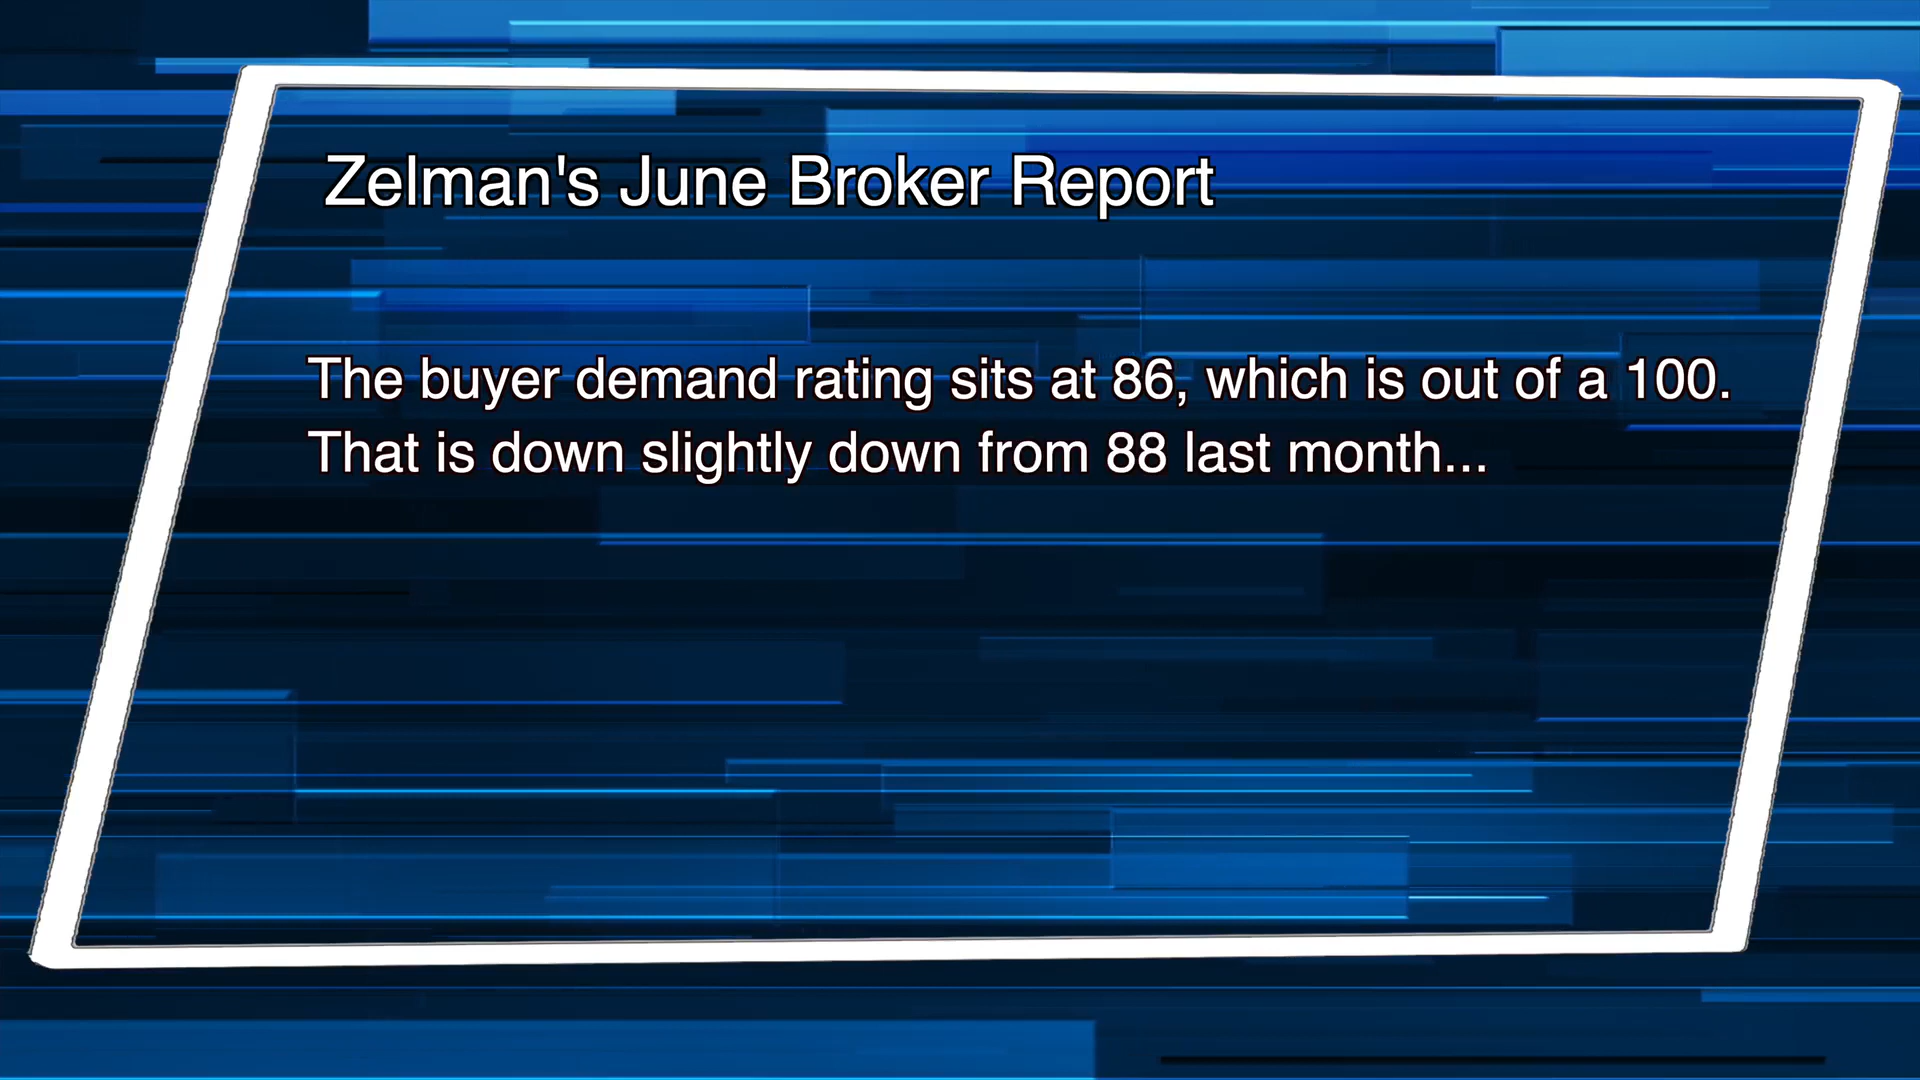 Zelman's June Broker Report
The buyer demand rating sits at 86, which is out of a 100.
That is down slightly down from 88 last month...